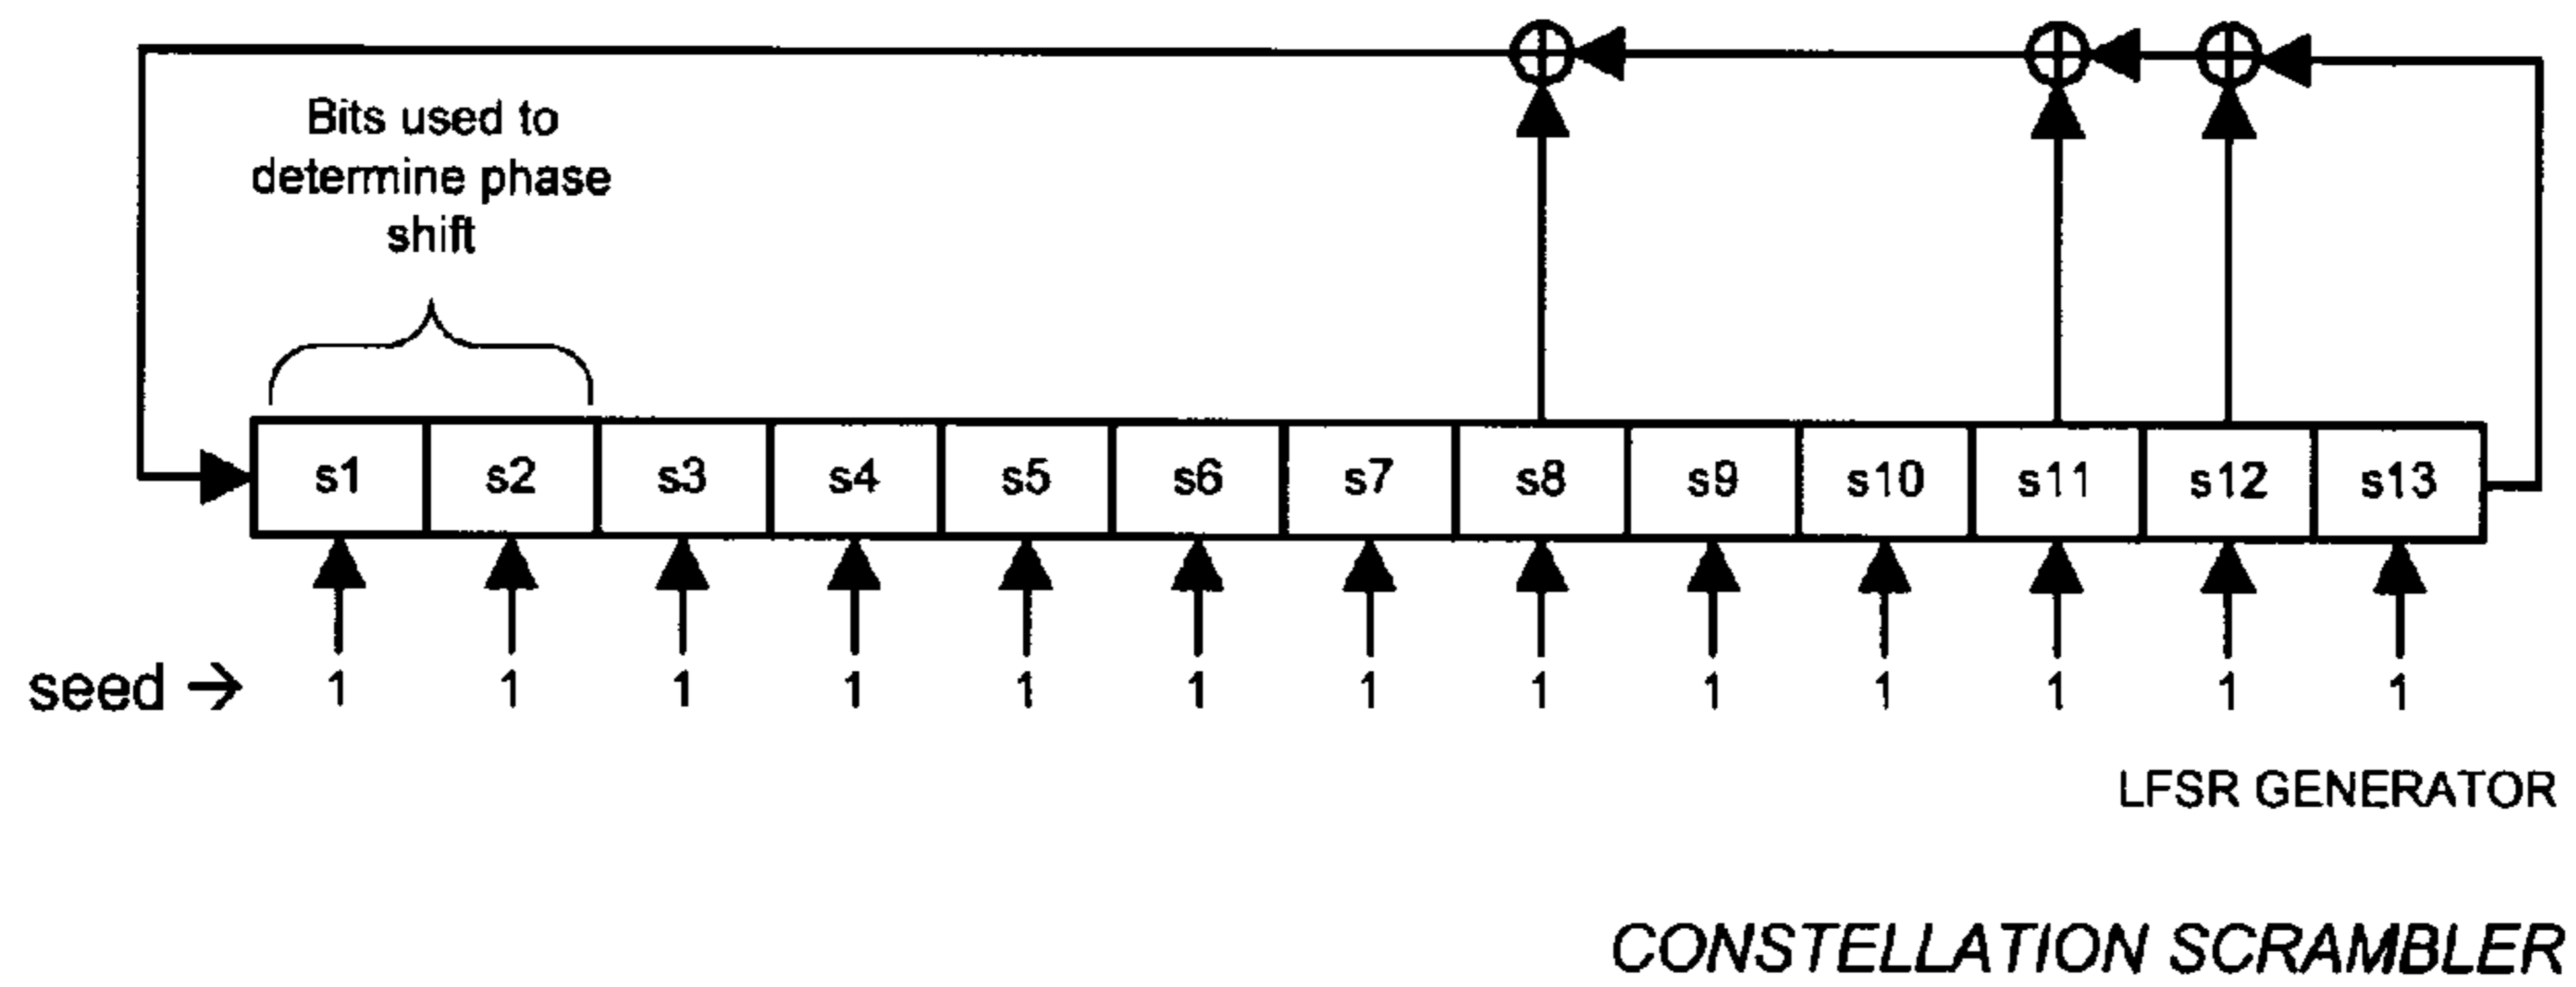 Bits used to
determine phase
shift
s1 s2 s3 s4 s5 s6 s7 s8 s9 s10 s11 s12 s13
seed → 1 1 1 1 1 1 1 1 1 1 1 1 1
LFSR GENERATOR
CONSTELLATION SCRAMBLER